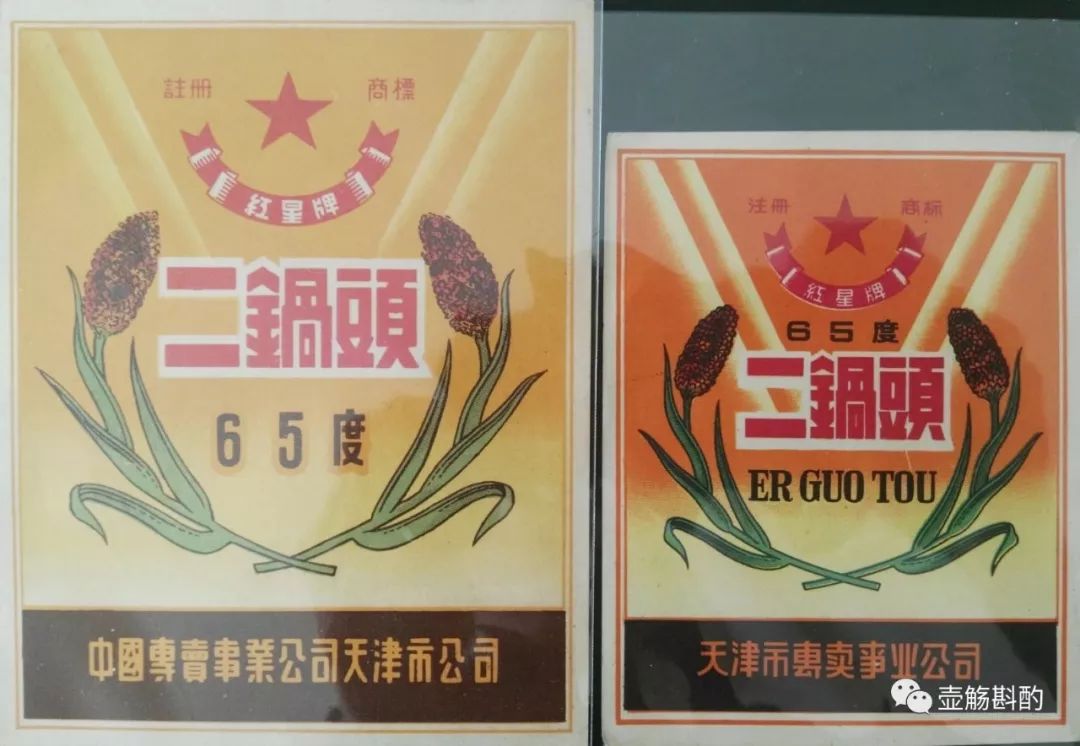 註冊 商標
紅星牌
二鍋頭
65度
中國專賣事業公司天津市公司
注冊 商标
紅星牌
65度
二鍋頭
ER GUO TOU
天津市専卖事业公司
壶觞斟酌